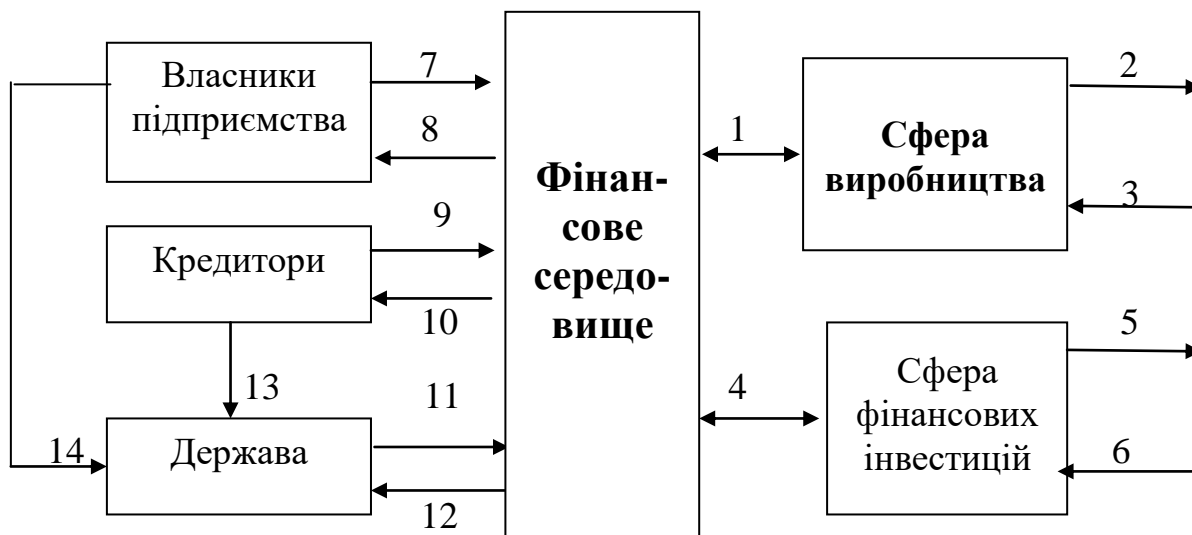 Власники
підприємства
7
8
Кредитори
9
10
13
Держава
14
11
12
Фінан-
сове
середо-
вище
1
Сфера
виробництва
2
3
4
Сфера
фінансових
інвестицій
5
6